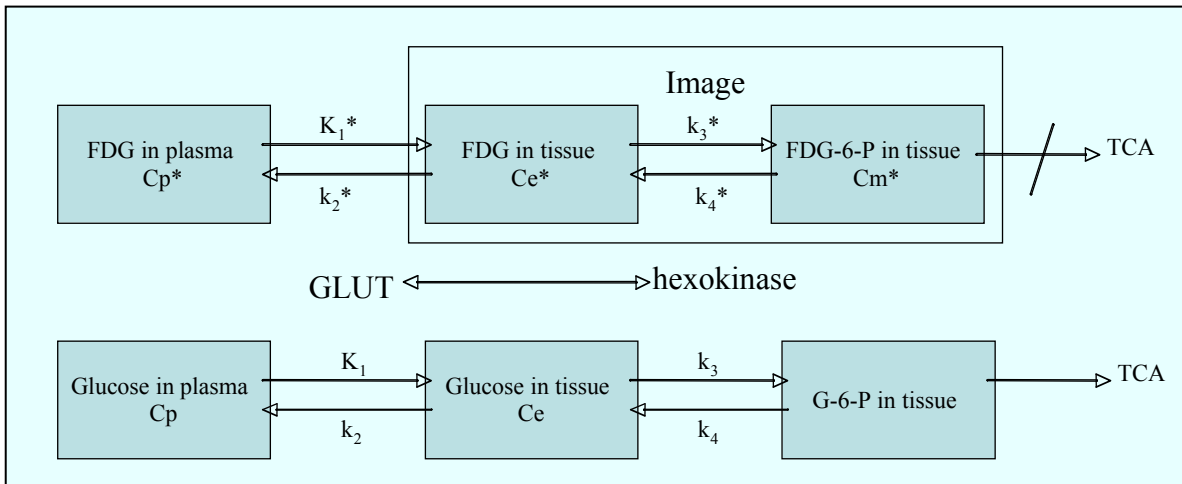 Image
FDG in plasma
Cp*
K₁*
k₂*
FDG in tissue
Ce*
k₃*
k₄*
FDG-6-P in tissue
Cm*
TCA
GLUT
hexokinase
Glucose in plasma
Cp
K₁
k₂
Glucose in tissue
Ce
k₃
k₄
G-6-P in tissue
TCA